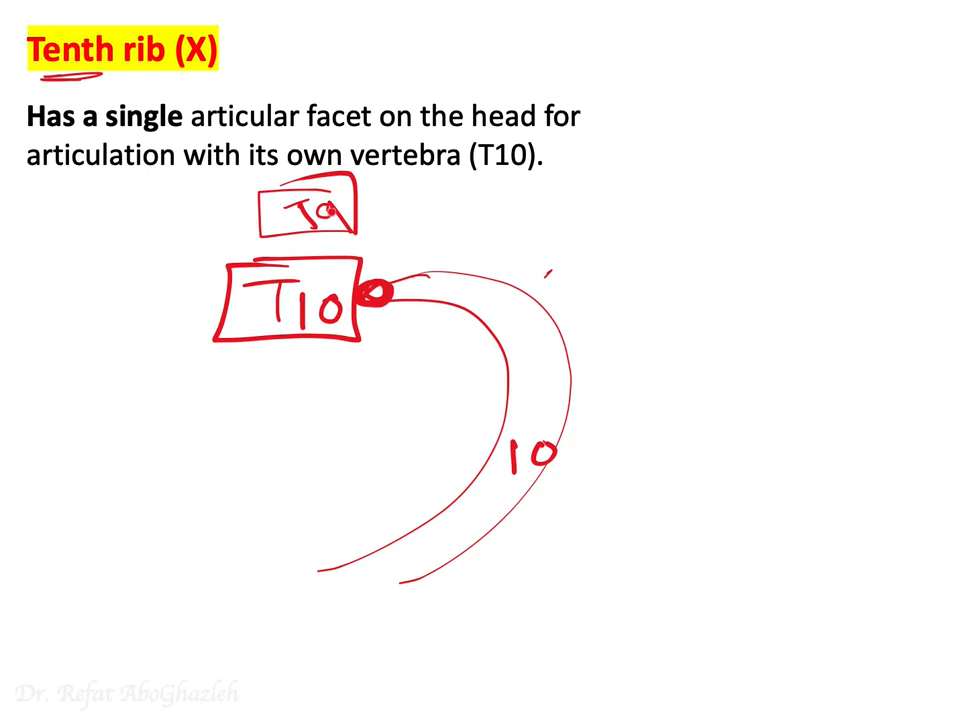 Tenth rib (X)
Has a single articular facet on the head for
articulation with its own vertebra (T10).
T9
T10
10
Dr. Refat AboGhazleh